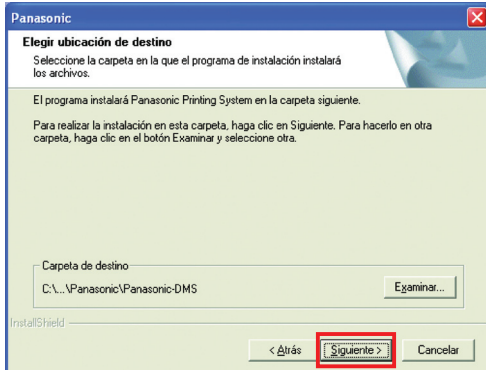 Panasonic
Elegir ubicación de destino
Seleccione la carpeta en la que el programa de instalación instalará
los archivos.
El programa instalará Panasonic Printing System en la carpeta siguiente.
Para realizar la instalación en esta carpeta, haga clic en Siguiente. Para hacerlo en otra
carpeta, haga clic en el botón Examinar y seleccione otra.
Carpeta de destino
C:\...\Panasonic\Panasonic-DMS
Examinar...
InstallShield
< Atrás
Siguiente >
Cancelar